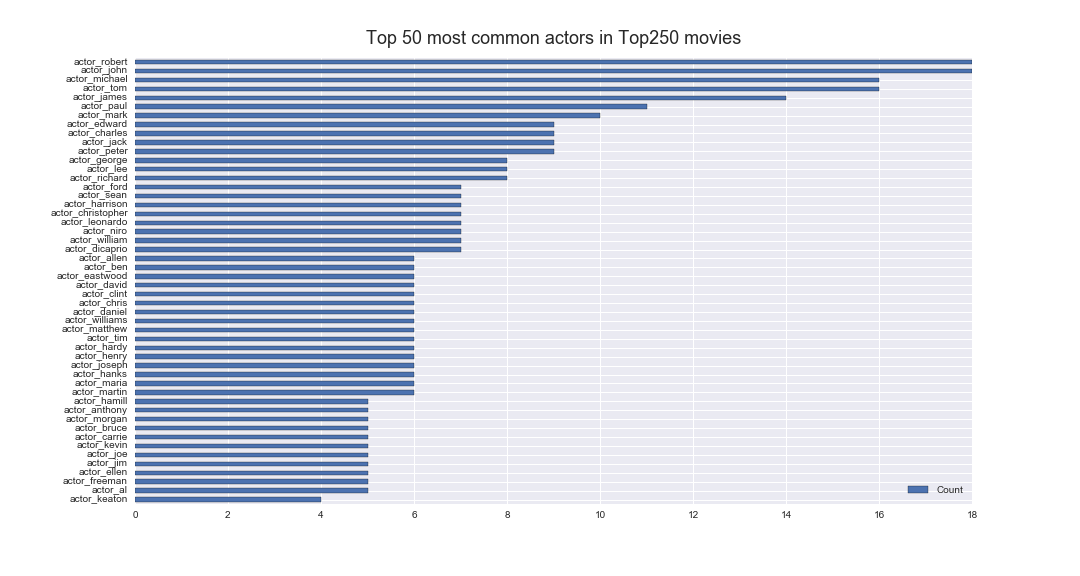 Top 50 most common actors in Top250 movies
actor_robert
actor_john
actor_michael
actor_tom
actor_james
actor_paul
actor_mark
actor_edward
actor_charles
actor_jack
actor_peter
actor_george
actor_lee
actor_richard
actor_ford
actor_sean
actor_harrison
actor_christopher
actor_leonardo
actor_niro
actor_william
actor_dicaprio
actor_allen
actor_ben
actor_eastwood
actor_david
actor_clint
actor_chris
actor_daniel
actor_williams
actor_matthew
actor_tim
actor_hardy
actor_henry
actor_joseph
actor_hanks
actor_maria
actor_martin
actor_hamill
actor_anthony
actor_morgan
actor_bruce
actor_carrie
actor_kevin
actor_joe
actor_jim
actor_ellen
actor_freeman
actor_al
actor_keaton
Count
0 2 4 6 8 10 12 14 16 18